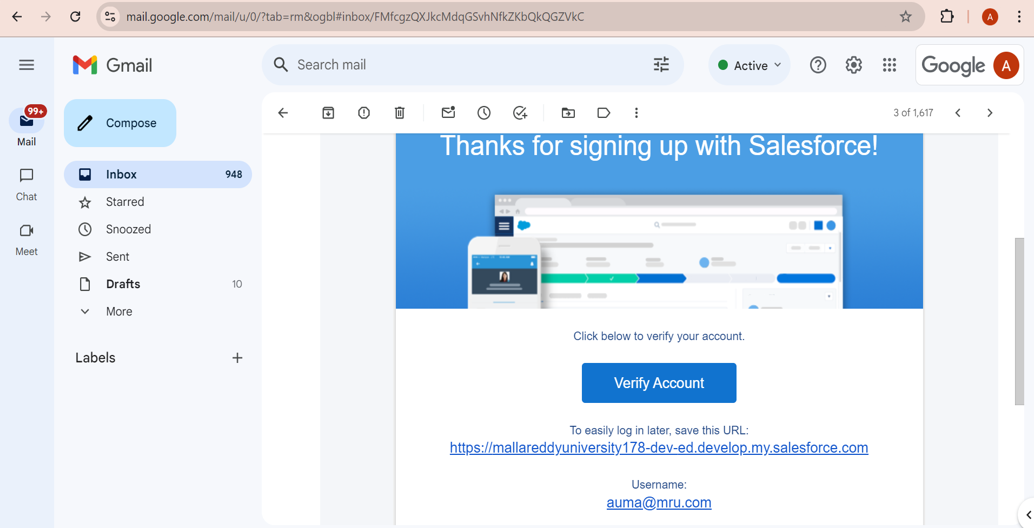 mail.google.com/mail/u/0/?tab=rm&ogbl#inbox/FMfcgzQXJkcMdqGSvhNfkZKbQkQGZVkC
A
Gmail
Search mail
Active
Google
A
99+
Mail
Chat
Meet
Compose
Inbox 948
Starred
Snoozed
Sent
Drafts 10
More
Labels
3 of 1,617
Thanks for signing up with Salesforce!
Click below to verify your account.
Verify Account
To easily log in later, save this URL:
https://mallareddyuniversity178-dev-ed.develop.my.salesforce.com
Username:
auma@mru.com